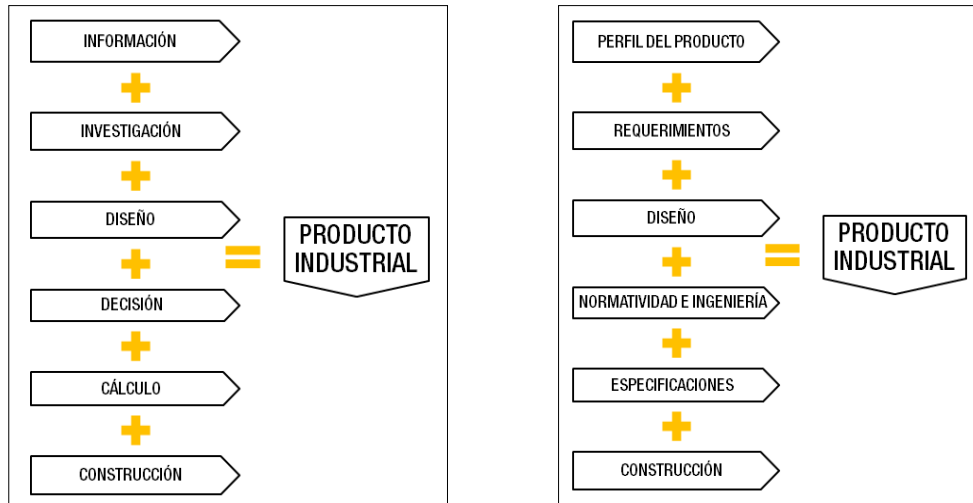 INFORMACIÓN
+
INVESTIGACIÓN
+
DISEÑO
+
DECISIÓN
+
CÁLCULO
+
CONSTRUCCIÓN
=
PRODUCTO
INDUSTRIAL
PERFIL DEL PRODUCTO
+
REQUERIMIENTOS
+
DISEÑO
+
NORMATIVIDAD E INGENIERÍA
+
ESPECIFICACIONES
+
CONSTRUCCIÓN
=
PRODUCTO
INDUSTRIAL